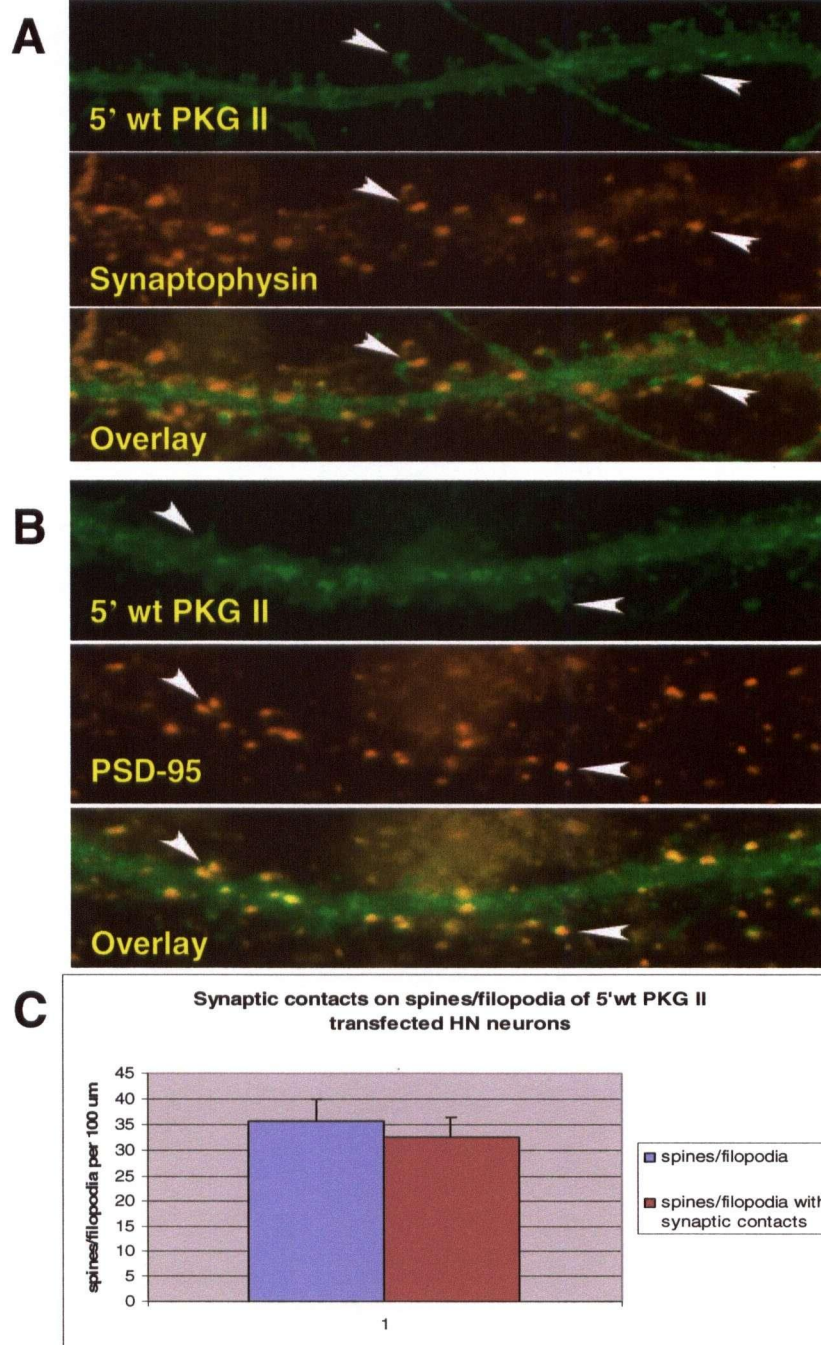 A
5' wt PKG II
Synaptophysin
Overlay
B
5' wt PKG II
PSD-95
Overlay
C
Synaptic contacts on spines/filopodia of 5'wt PKG II
transfected HN neurons
spines/filopodia per 100 um
45
40
35
30
25
20
15
10
5
0
1
spines/filopodia
spines/filopodia with
synaptic contacts